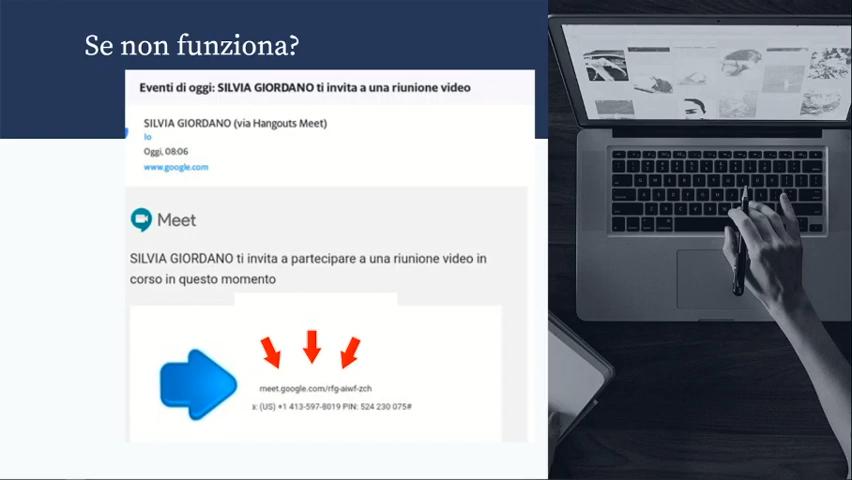 Se non funziona?
Eventi di oggi: SILVIA GIORDANO ti invita a una riunione video
SILVIA GIORDANO (via Hangouts Meet)
Io
Oggi, 08:06
www.google.com
Meet
SILVIA GIORDANO ti invita a partecipare a una riunione video in
corso in questo momento
meet.google.com/rfg-aiwf-zch
(US) +1 413-597-8019 PIN: 524 230 075#